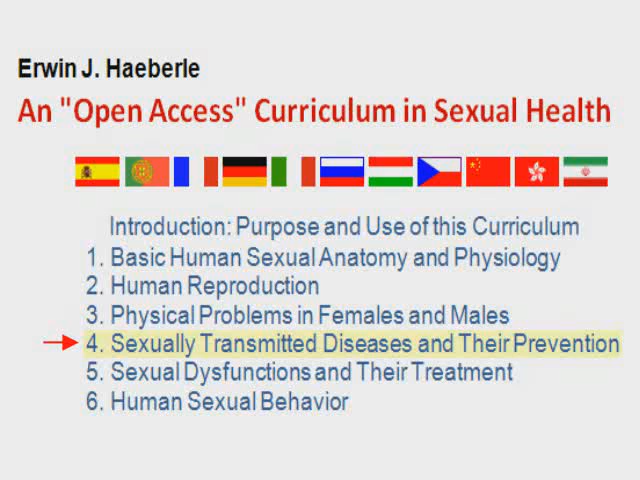 Erwin J. Haeberle
An "Open Access" Curriculum in Sexual Health
Introduction: Purpose and Use of this Curriculum
1. Basic Human Sexual Anatomy and Physiology
2. Human Reproduction
3. Physical Problems in Females and Males
4. Sexually Transmitted Diseases and Their Prevention
5. Sexual Dysfunctions and Their Treatment
6. Human Sexual Behavior